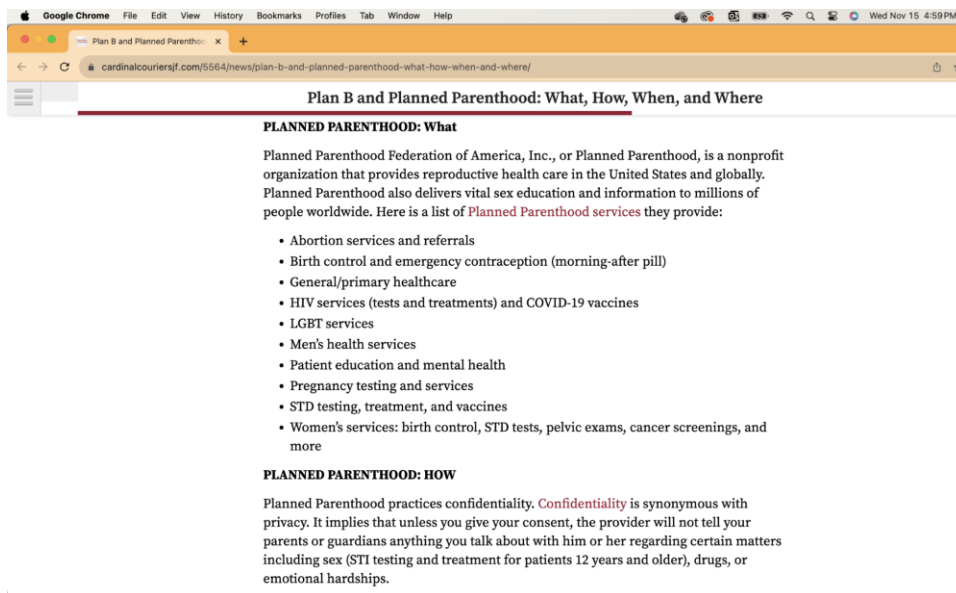 Google Chrome File Edit View History Bookmarks Profiles Tab Window Help Wed Nov 15 4:59PM
Plan B and Planned Parenthoo
cardinalcouriersjf.com/5564/news/plan-b-and-planned-parenthood-what-how-when-and-where/
Plan B and Planned Parenthood: What, How, When, and Where
PLANNED PARENTHOOD: What
Planned Parenthood Federation of America, Inc., or Planned Parenthood, is a nonprofit
organization that provides reproductive health care in the United States and globally.
Planned Parenthood also delivers vital sex education and information to millions of
people worldwide. Here is a list of Planned Parenthood services they provide:
• Abortion services and referrals
• Birth control and emergency contraception (morning-after pill)
• General/primary healthcare
• HIV services (tests and treatments) and COVID-19 vaccines
• LGBT services
• Men’s health services
• Patient education and mental health
• Pregnancy testing and services
• STD testing, treatment, and vaccines
• Women’s services: birth control, STD tests, pelvic exams, cancer screenings, and
more
PLANNED PARENTHOOD: HOW
Planned Parenthood practices confidentiality. Confidentiality is synonymous with
privacy. It implies that unless you give your consent, the provider will not tell your
parents or guardians anything you talk about with him or her regarding certain matters
including sex (STI testing and treatment for patients 12 years and older), drugs, or
emotional hardships.